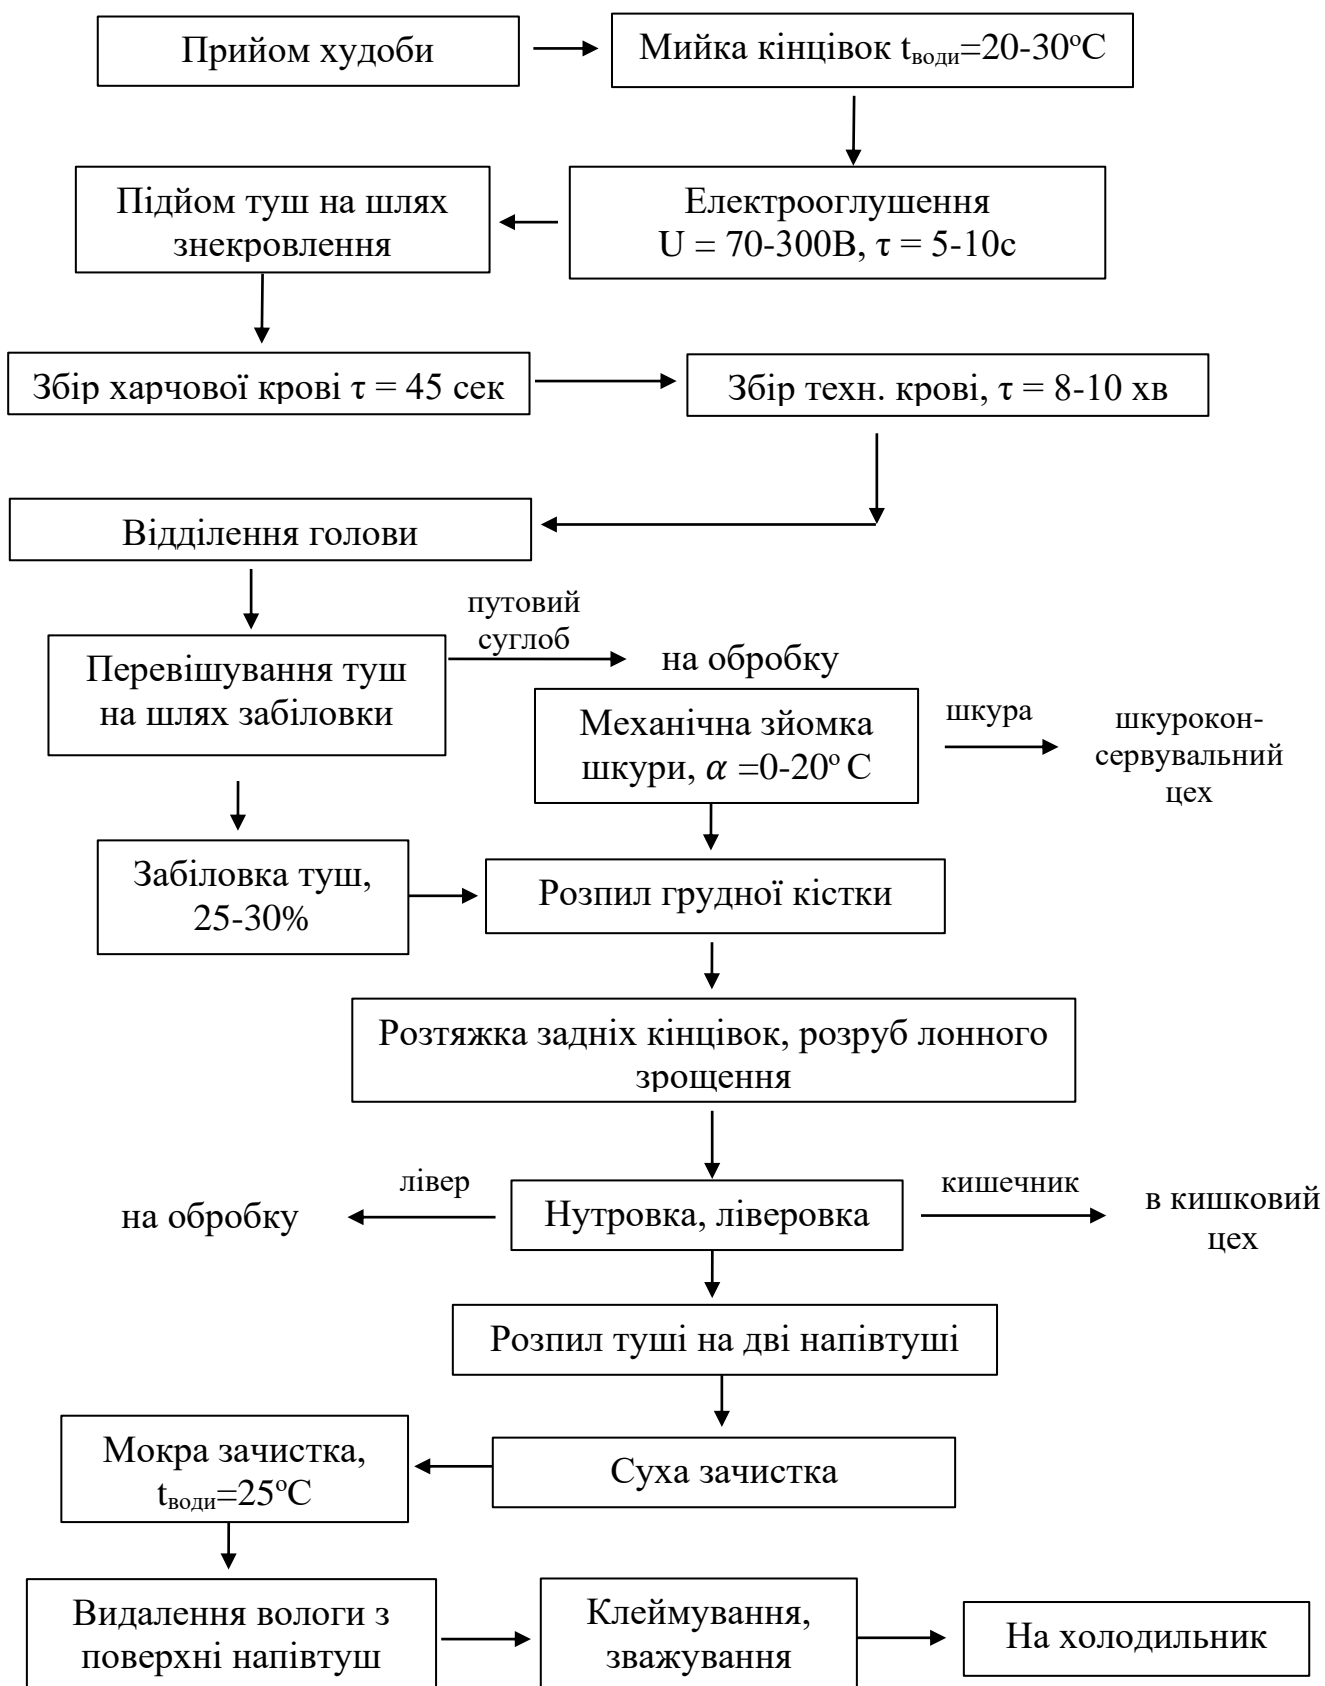 Прийом худоби
Мийка кінцівок tводи=20-30ºС
Підйом туш на шлях
знекровлення
Електрооглушення
U = 70-300В, τ = 5-10с
Збір харчової крові τ = 45 сек
Збір техн. крові, τ = 8-10 хв
Відділення голови
путовий
суглоб
на обробку
Перевішування туш
на шлях забіловки
Механічна зйомка
шкури, α =0-20º С
шкура
шкурокон-
сервувальний
цех
Забіловка туш,
25-30%
Розпил грудної кістки
Розтяжка задніх кінцівок, розруб лонного
зрощення
на обробку
лівер
Нутровка, ліверовка
кишечник
в кишковий
цех
Розпил туші на дві напівтуші
Мокра зачистка,
tводи=25ºС
Суха зачистка
Видалення вологи з
поверхні напівтуш
Клеймування,
зважування
На холодильник